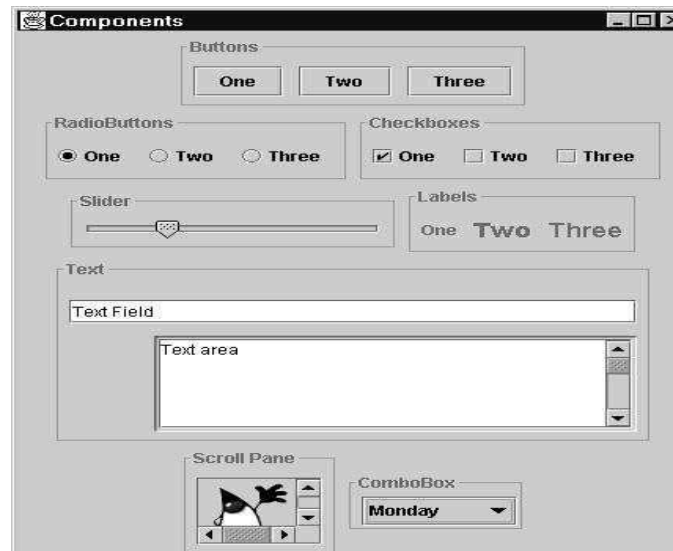 Components
Buttons
One Two Three
RadioButtons
One Two Three
Checkboxes
One Two Three
Slider
Labels
One Two Three
Text
Text Field
Text area
Scroll Pane
ComboBox
Monday